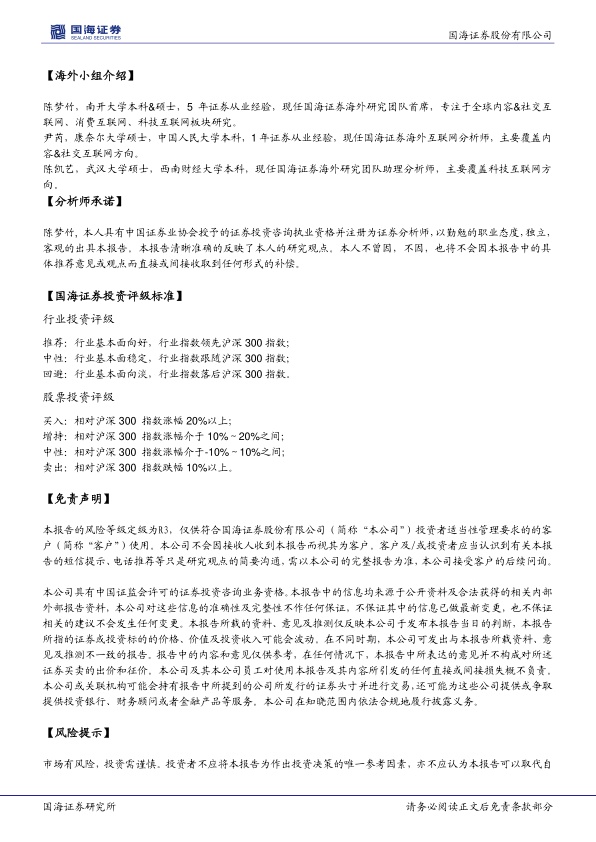 国海证券
SEALAND SECURITIES
国海证券股份有限公司
【海外小组介绍】
陈梦竹，南开大学本科&硕士，5 年证券从业经验，现任国海证券海外研究团队首席，专注于全球内容&社交互
联网、消费互联网、科技互联网板块研究。
尹芮，康奈尔大学硕士，中国人民大学本科，1年证券从业经验，现任国海证券海外互联网分析师，主要覆盖内
容&社交互联网方向。
陈凯艺，武汉大学硕士，西南财经大学本科，现任国海证券海外研究团队助理分析师，主要覆盖科技互联网方
向。
【分析师承诺】
陈梦竹, 本人具有中国证券业协会授予的证券投资咨询执业资格并注册为证券分析师，以勤勉的职业态度，独立，
客观的出具本报告。本报告清晰准确的反映了本人的研究观点。本人不曾因，不因，也将不会因本报告中的具
体推荐意见或观点而直接或间接收取到任何形式的补偿。
【国海证券投资评级标准】
行业投资评级
推荐：行业基本面向好，行业指数领先沪深 300 指数；
中性：行业基本面稳定，行业指数跟随沪深 300 指数；
回避：行业基本面向淡，行业指数落后沪深 300 指数。
股票投资评级
买入：相对沪深 300 指数涨幅 20%以上；
增持：相对沪深 300 指数涨幅介于 10%～20%之间；
中性：相对沪深 300 指数涨幅介于-10%～10%之间；
卖出：相对沪深 300 指数跌幅 10%以上。
【免责声明】
本报告的风险等级定级为R3，仅供符合国海证券股份有限公司（简称“本公司”）投资者适当性管理要求的的客
户（简称“客户”）使用。本公司不会因接收人收到本报告而视其为客户。客户及/或投资者应当认识到有关本报
告的短信提示、电话推荐等只是研究观点的简要沟通，需以本公司的完整报告为准，本公司接受客户的后续问询。
本公司具有中国证监会许可的证券投资咨询业务资格。本报告中的信息均来源于公开资料及合法获得的相关内部
外部报告资料，本公司对这些信息的准确性及完整性不作任何保证，不保证其中的信息已做最新变更，也不保证
相关的建议不会发生任何变更。本报告所载的资料、意见及推测仅反映本公司于发布本报告当日的判断，本报告
所指的证券或投资标的的价格、价值及投资收入可能会波动。在不同时期，本公司可发出与本报告所载资料、意
见及推测不一致的报告。报告中的内容和意见仅供参考，在任何情况下，本报告中所表达的意见并不构成对所述
证券买卖的出价和征价。本公司及其本公司员工对使用本报告及其内容所引发的任何直接或间接损失概不负责。
本公司或关联机构可能会持有报告中所提到的公司所发行的证券头寸并进行交易，还可能为这些公司提供或争取
提供投资银行、财务顾问或者金融产品等服务。本公司在知晓范围内依法合规地履行披露义务。
【风险提示】
市场有风险，投资需谨慎。投资者不应将本报告为作出投资决策的唯一参考因素，亦不应认为本报告可以取代自
国海证券研究所
请务必阅读正文后免责条款部分